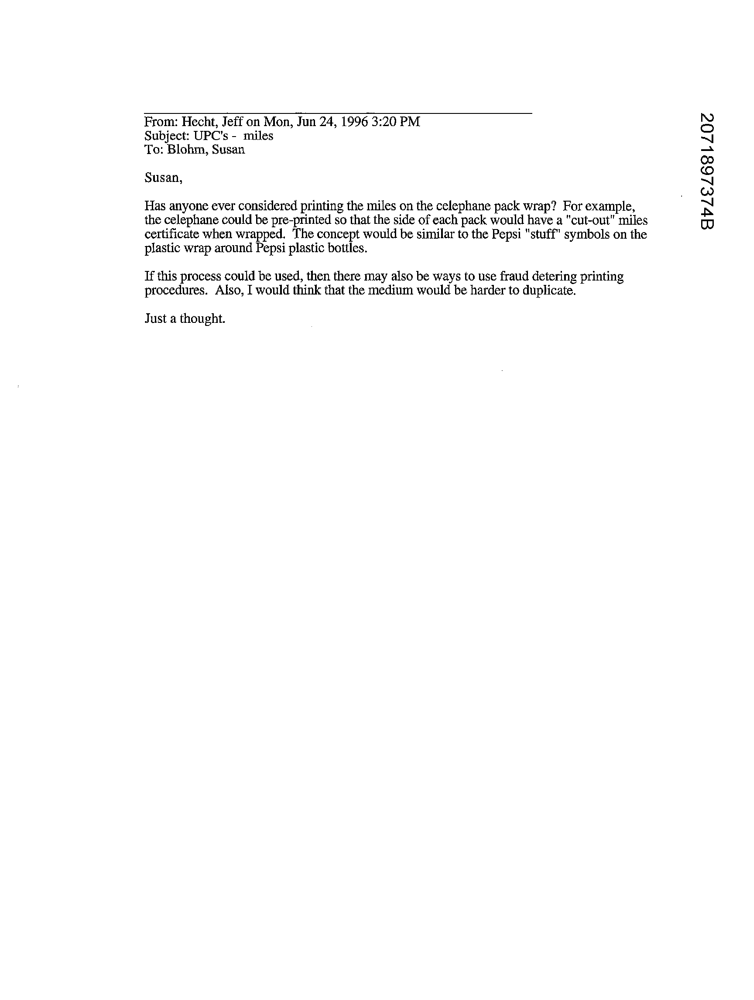 From: Hecht, Jeff on Mon, Jun 24, 1996 3:20 PM
Subject: UPC's - miles
To: Blohm, Susan
Susan,
Has anyone ever considered printing the miles on the celephane pack wrap? For example,
the celephane could be pre-printed so that the side of each pack would have a "cut-out" miles
certificate when wrapped. The concept would be similar to the Pepsi "stuff" symbols on the
plastic wrap around Pepsi plastic bottles.
If this process could be used, then there may also be ways to use fraud detering printing
procedures. Also, I would think that the medium would be harder to duplicate.
Just a thought.
2071897374B